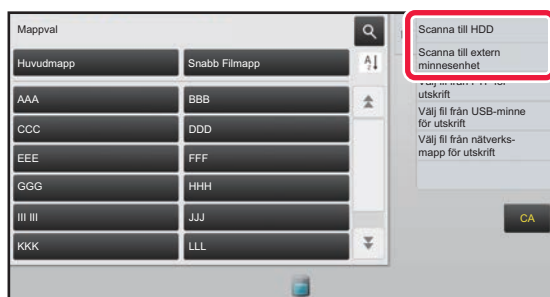 Mappval
Huvudmapp
Snabb Filmapp
AAA
BBB
CCC
DDD
EEE
FFF
GGG
HHH
III III
JJJ
KKK
LLL
Scanna till HDD
Scanna till extern
minnesenhet
utskrift
Välj fil från USB-minne
för utskrift
Välj fil från nätverks-
mapp för utskrift
CA